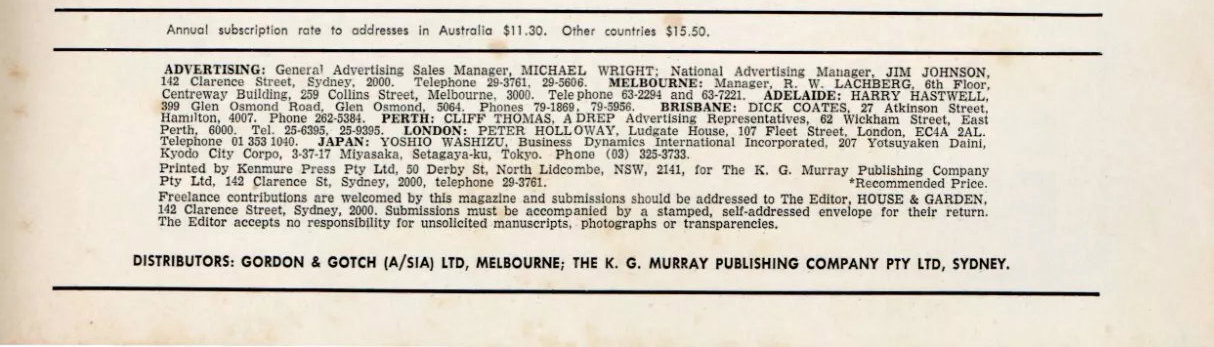 Annual subscription rate to addresses in Australia $11.30. Other countries $15.50.
ADVERTISING: General Advertising Sales Manager, MICHAEL WRIGHT; National Advertising Manager, JIM JOHNSON,
142 Clarence Street, Sydney, 2000. Telephone 29-3761, 29-5606. MELBOURNE: Manager, R. W. LACHBERG, 6th Floor,
Centreway Building, 259 Collins Street, Melbourne, 3000. Telephone 63-2294 and 63-7221. ADELAIDE: HARRY HASTWELL,
399 Glen Osmond Road, Glen Osmond, 5064. Phones 79-1869, 79-5956. BRISBANE: DICK COATES, 27 Atkinson Street,
Hamilton, 4007. Phone 262-5384. PERTH: CLIFF THOMAS, A DREP Advertising Representatives, 62 Wickham Street, East
Perth, 6000. Tel. 25-6395, 25-9395. LONDON: PETER HOLLOWAY, Ludgate House, 107 Fleet Street, London, EC4A 2AL.
Telephone 01 353 1040. JAPAN: YOSHIO WASHIZU, Business Dynamics International Incorporated, 207 Yotsuyaken Daini,
Kyodo City Corpo, 3-37-17 Miyasaka, Setagaya-ku, Tokyo. Phone (03) 325-3733.
Printed by Kenmure Press Pty Ltd, 50 Derby St, North Lidcombe, NSW, 2141, for The K. G. Murray Publishing Company
Pty Ltd, 142 Clarence St, Sydney, 2000, telephone 29-3761. *Recommended Price.
Freelance contributions are welcomed by this magazine and submissions should be addressed to The Editor, HOUSE & GARDEN,
142 Clarence Street, Sydney, 2000. Submissions must be accompanied by a stamped, self-addressed envelope for their return.
The Editor accepts no responsibility for unsolicited manuscripts, photographs or transparencies.
DISTRIBUTORS: GORDON & GOTCH (A/SIA) LTD, MELBOURNE; THE K. G. MURRAY PUBLISHING COMPANY PTY LTD, SYDNEY.